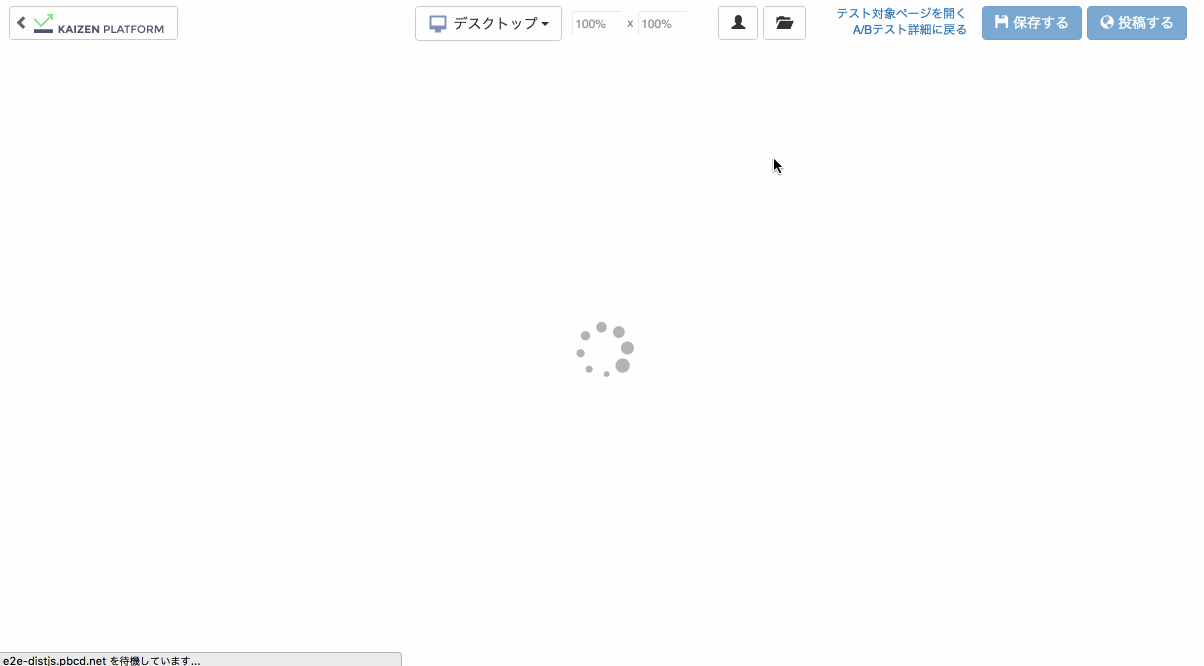 KAIZEN PLATFORM
デスクトップ
100% x 100%
テスト対象ページを開く
A/Bテスト詳細に戻る
保存する
投稿する
e2e-distjs.pbcd.net を待機しています...